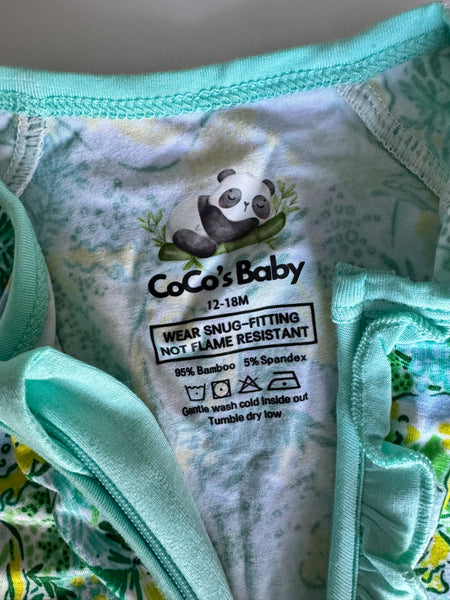 CoCo's Baby
12-18M
WEAR SNUG-FITTING
NOT FLAME RESISTANT
95% Bamboo 5% Spandex
Gentle wash cold inside out
Tumble dry low